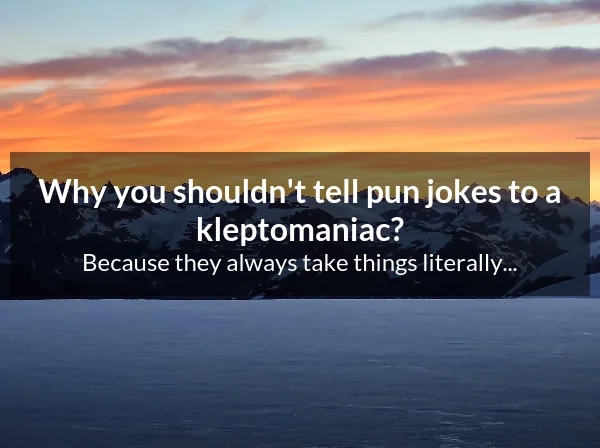 Why you shouldn't tell pun jokes to a
kleptomaniac?
Because they always take things literally...